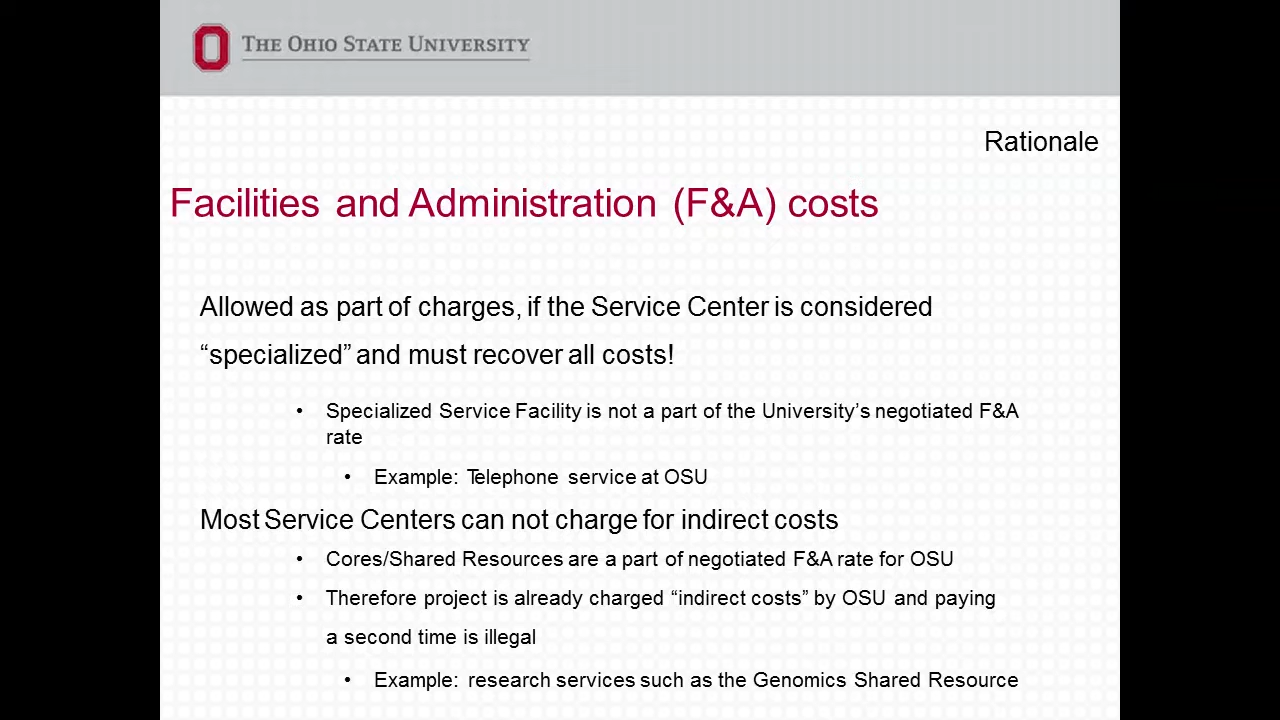 THE OHIO STATE UNIVERSITY
Rationale
Facilities and Administration (F&A) costs
Allowed as part of charges, if the Service Center is considered
“specialized” and must recover all costs!
• Specialized Service Facility is not a part of the University’s negotiated F&A
rate
• Example: Telephone service at OSU
Most Service Centers can not charge for indirect costs
• Cores/Shared Resources are a part of negotiated F&A rate for OSU
• Therefore project is already charged “indirect costs” by OSU and paying
a second time is illegal
• Example: research services such as the Genomics Shared Resource